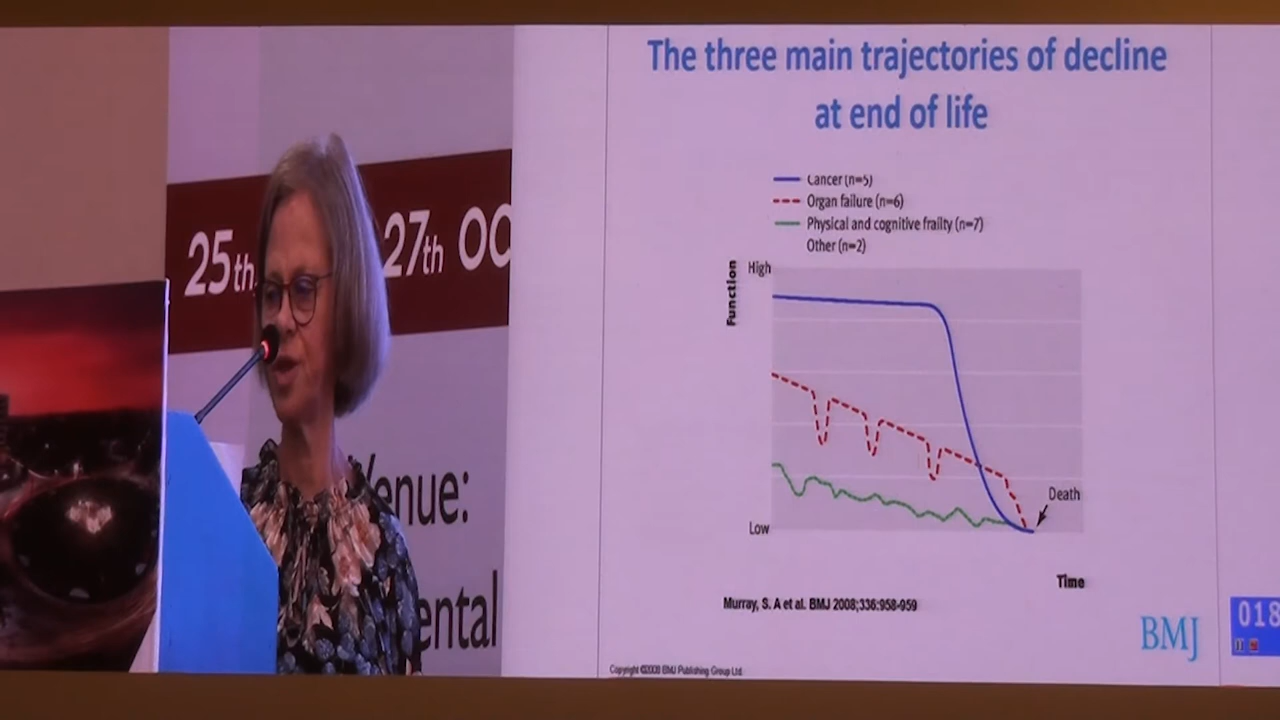 25th
27th OC
enue:
ental
The three main trajectories of decline
at end of life
Cancer (n=5)
Organ failure (n=6)
Physical and cognitive frailty (n=7)
Other (n=2)
High
Function
Low
Death
Time
Murray, S. A et al. BMJ 2008;336:958-959
BMJ
Copyright ©2008 BMJ Publishing Group Ltd.
018